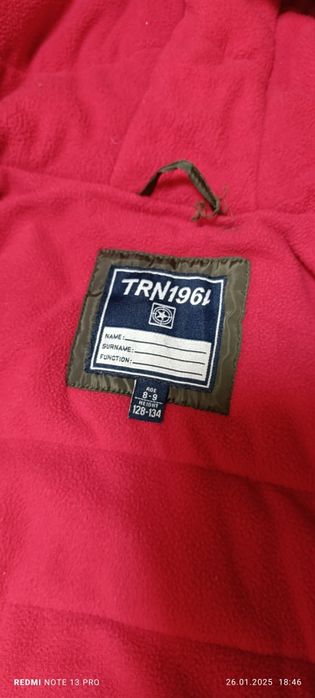 TRN1961
NAME:
SURNAME:
FUNCTION:
AGE
8-9
HEIGHT
128-134
REDMI NOTE 13 PRO
26.01.2025 18:46